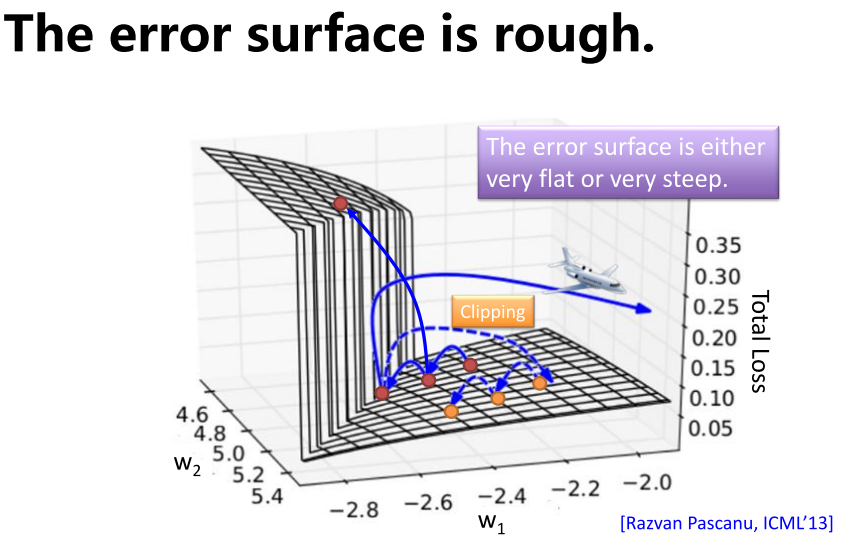 The error surface is rough.
The error surface is either
very flat or very steep.
Clipping
0.35
0.30
0.25
0.20
0.15
0.10
0.05
Total Loss
4.6
4.8
5.0
5.2
5.4
w2
−2.8
−2.6
−2.4
−2.2
−2.0
w1
[Razvan Pascanu, ICML’13]